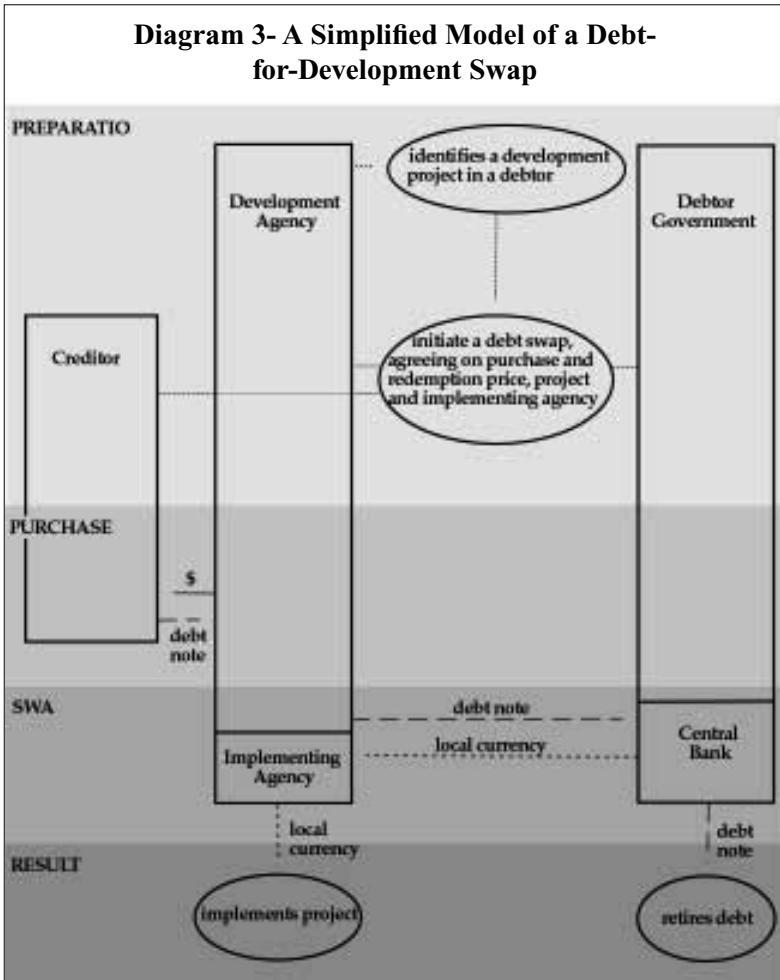 Diagram 3- A Simplified Model of a Debt-
for-Development Swap
PREPARATIO
identifies a development
project in a debtor
Development
Agency
Debtor
Government
Creditor
initiate a debt swap,
agreeing on purchase and
redemption price, project
and implementing agency
PURCHASE
$
debt
note
SWA
debt note
local currency
Implementing
Agency
Central
Bank
local
currency
debt
note
RESULT
implements project
retires debt